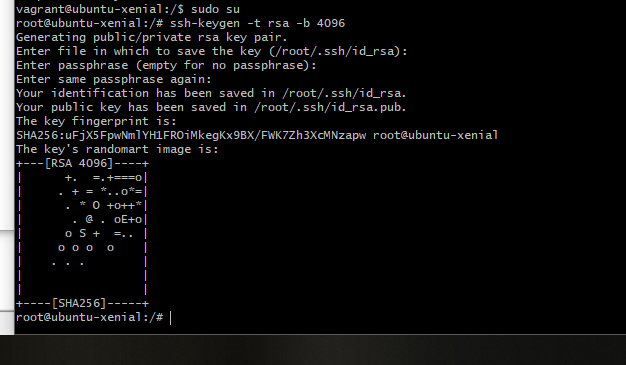 vagrant@ubuntu-xenial:/$ sudo su
root@ubuntu-xenial:/# ssh-keygen -t rsa -b 4096
Generating public/private rsa key pair.
Enter file in which to save the key (/root/.ssh/id_rsa):
Enter passphrase (empty for no passphrase):
Enter same passphrase again:
Your identification has been saved in /root/.ssh/id_rsa.
Your public key has been saved in /root/.ssh/id_rsa.pub.
The key fingerprint is:
SHA256:uFjX5FpwNmlYH1FROiMkegKx9BX/FWK7Zh3XcMNzapw root@ubuntu-xenial
The key's randomart image is:
+---[RSA 4096]----+
|      +.  =.+===o|
|     . + = *..o*=|
|      . * O +o++*|
|       . @ . oE+o|
|      o S +  =.. |
|     o o o  o    |
|    . . .        |
|                 |
|                 |
+----[SHA256]-----+
root@ubuntu-xenial:/#